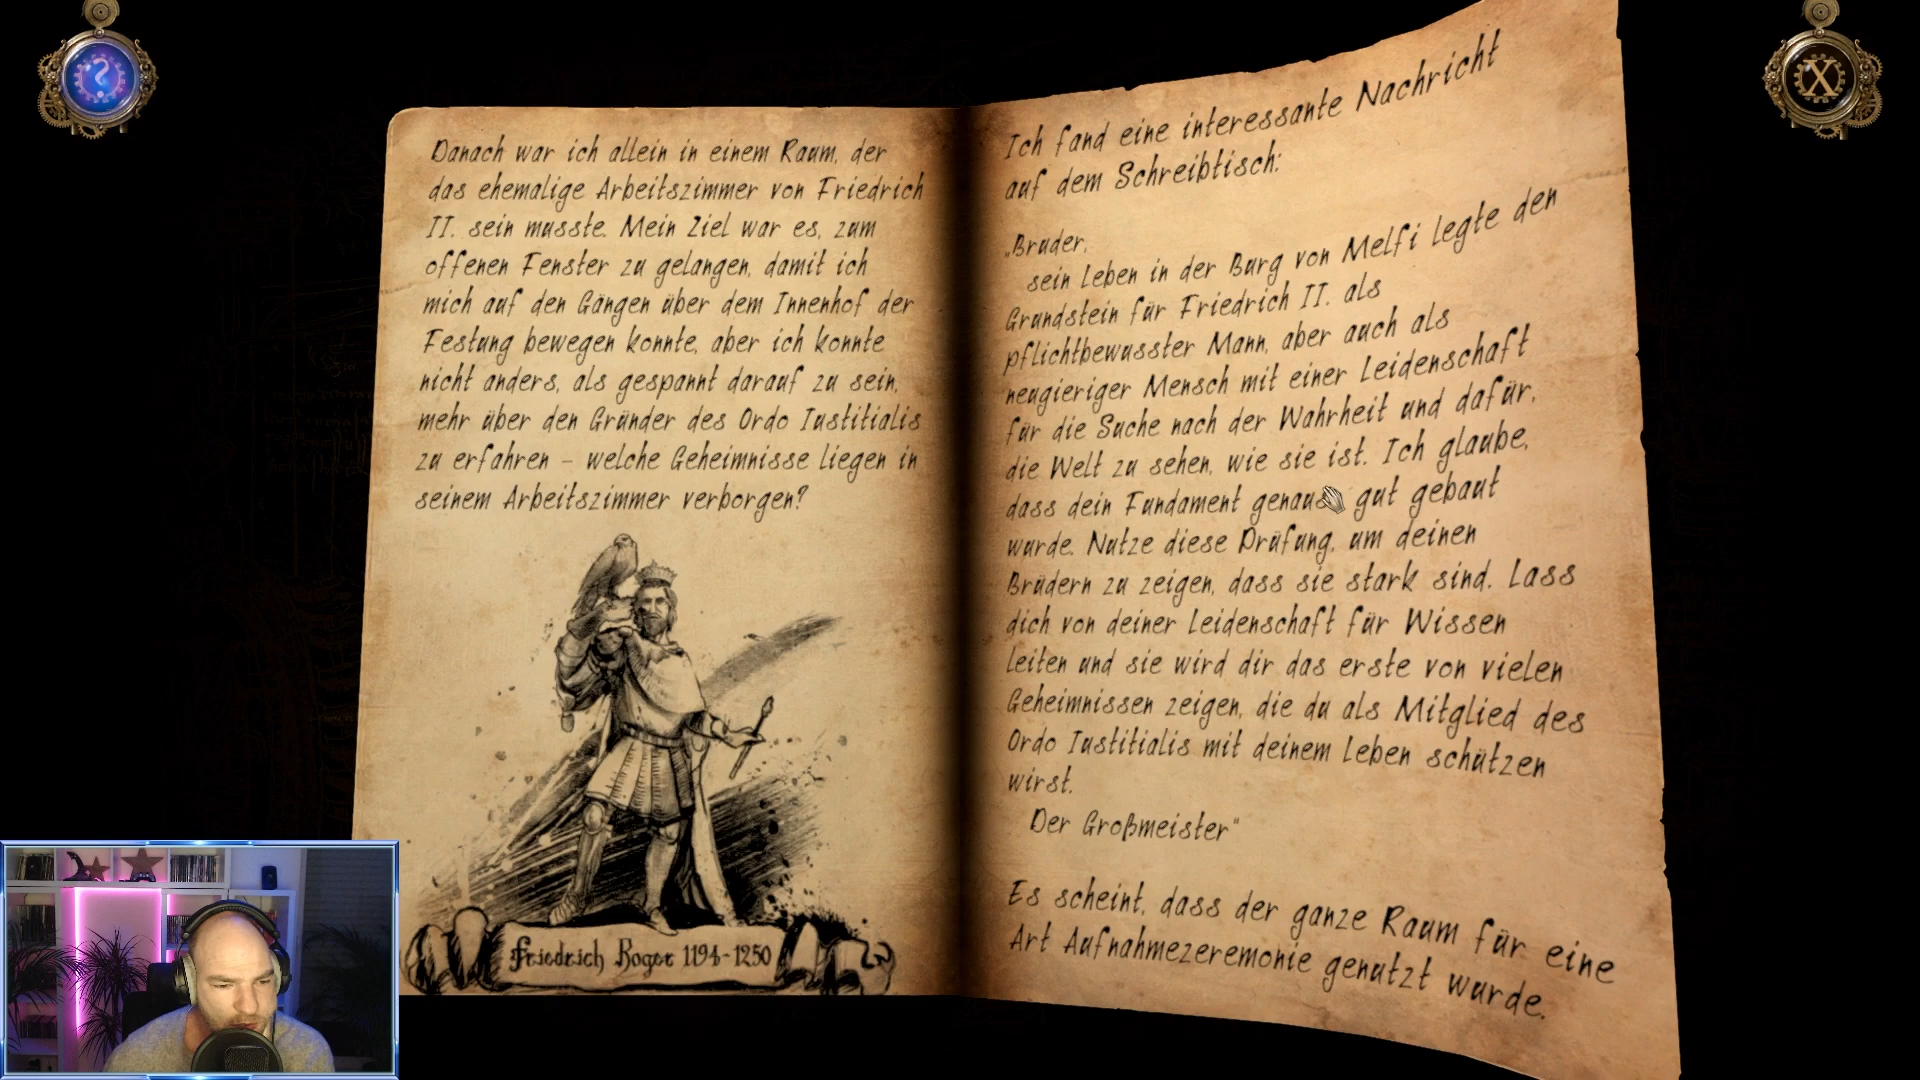 Danach war ich allein in einem Raum, der
das ehemalige Arbeitszimmer von Friedrich
II. sein musste. Mein Ziel war es, zum
offenen Fenster zu gelangen, damit ich
mich auf den Gängen über dem Innenhof der
Festung bewegen konnte, aber ich konnte
nicht anders, als gespannt darauf zu sein,
mehr über den Gründer des Ordo Iustitialis
zu erfahren – welche Geheimnisse liegen in
seinem Arbeitszimmer verborgen?
Friedrich Roger 1194-1250
Ich fand eine interessante Nachricht
auf dem Schreibtisch:
„Bruder,
sein Leben in der Burg von Melfi legte den
Grundstein für Friedrich II. als
pflichtbewusster Mann, aber auch als
neugieriger Mensch mit einer Leidenschaft
für die Suche nach der Wahrheit und dafür,
die Welt zu sehen, wie sie ist. Ich glaube,
dass dein Fundament genauso gut gebaut
wurde. Nutze diese Prüfung, um deinen
Brüdern zu zeigen, dass sie stark sind. Lass
dich von deiner Leidenschaft für Wissen
leiten und sie wird dir das erste von vielen
Geheimnissen zeigen, die du als Mitglied des
Ordo Iustitialis mit deinem Leben schützen
wirst.
Der Großmeister"
Es scheint, dass der ganze Raum für eine
Art Aufnahmezeremonie genutzt wurde.
?
X